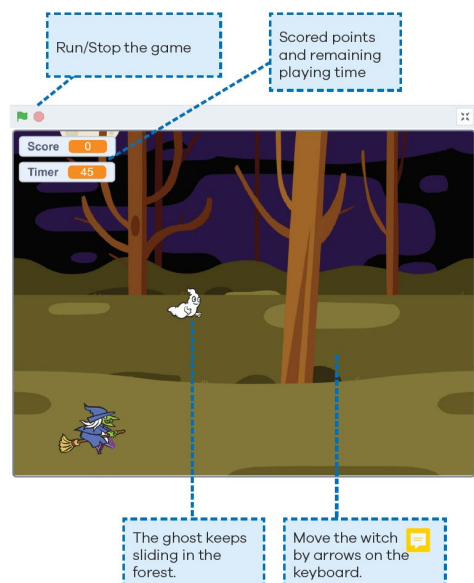 Run/Stop the game
Scored points
and remaining
playing time
Score 0
Timer 45
The ghost keeps
sliding in the
forest.
Move the witch
by arrows on the
keyboard.